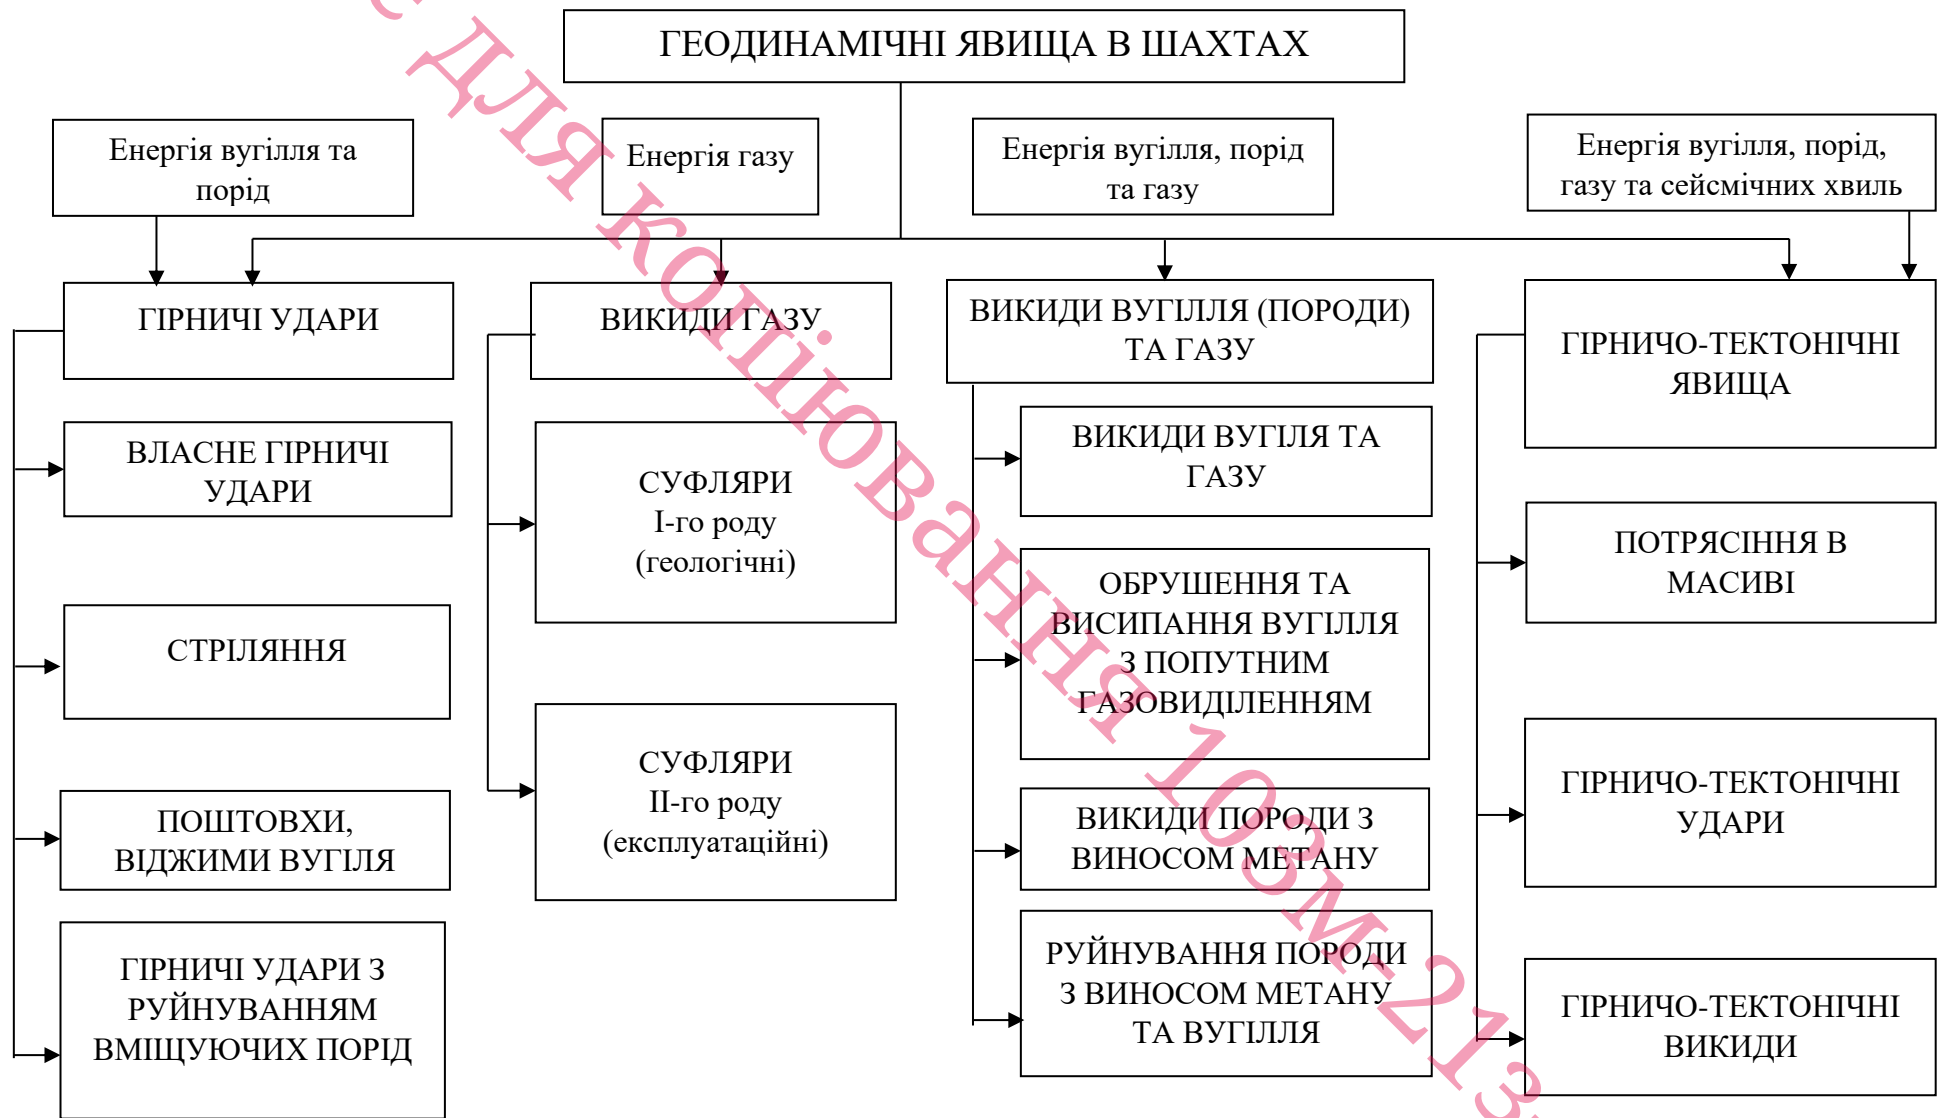 ГЕОДИНАМІЧНІ ЯВИЩА В ШАХТАХ
Енергія вугілля та
порід
Енергія газу
Енергія вугілля, порід
та газу
Енергія вугілля, порід,
газу та сейсмічних хвиль
ГІРНИЧІ УДАРИ
ВИКИДИ ГАЗУ
ВИКИДИ ВУГІЛЛЯ (ПОРОДИ)
ТА ГАЗУ
ГІРНИЧО-ТЕКТОНІЧНІ
ЯВИЩА
ВЛАСНЕ ГІРНИЧІ
УДАРИ
СТРІЛЯННЯ
ПОШТОВХИ,
ВІДЖИМИ ВУГІЛЯ
ГІРНИЧІ УДАРИ З
РУЙНУВАННЯМ
ВМІЩУЮЧИХ ПОРІД
СУФЛЯРИ
І-го роду
(геологічні)
СУФЛЯРИ
ІІ-го роду
(експлуатаційні)
ВИКИДИ ВУГІЛЯ ТА
ГАЗУ
ОБРУШЕННЯ ТА
ВИСИПАННЯ ВУГІЛЛЯ
З ПОПУТНИМ
ГАЗОВИДІЛЕННЯМ
ВИКИДИ ПОРОДИ З
ВИНОСОМ МЕТАНУ
РУЙНУВАННЯ ПОРОДИ
З ВИНОСОМ МЕТАНУ
ТА ВУГІЛЛЯ
ПОТРЯСІННЯ В
МАСИВІ
ГІРНИЧО-ТЕКТОНІЧНІ
УДАРИ
ГІРНИЧО-ТЕКТОНІЧНІ
ВИКИДИ
для копіювання 103м-213